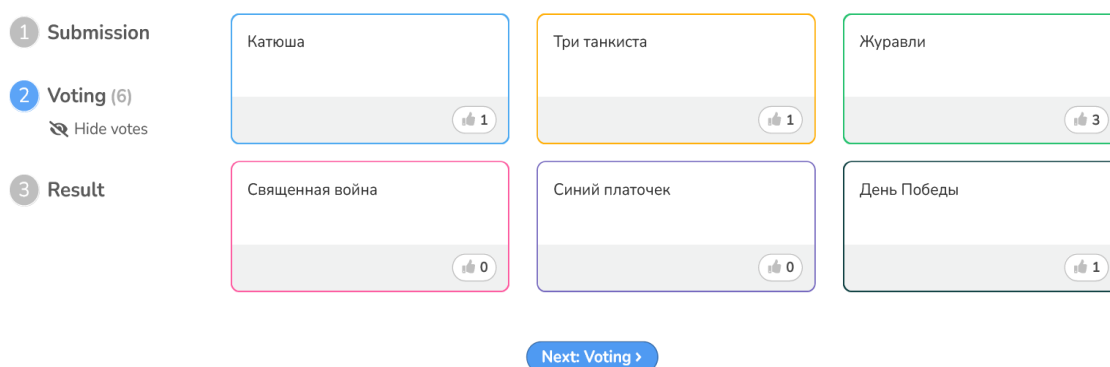 1 Submission
2 Voting (6)
Hide votes
3 Result
Катюша
1
Три танкиста
1
Журавли
3
Священная война
0
Синий платочек
0
День Победы
1
Next: Voting ›